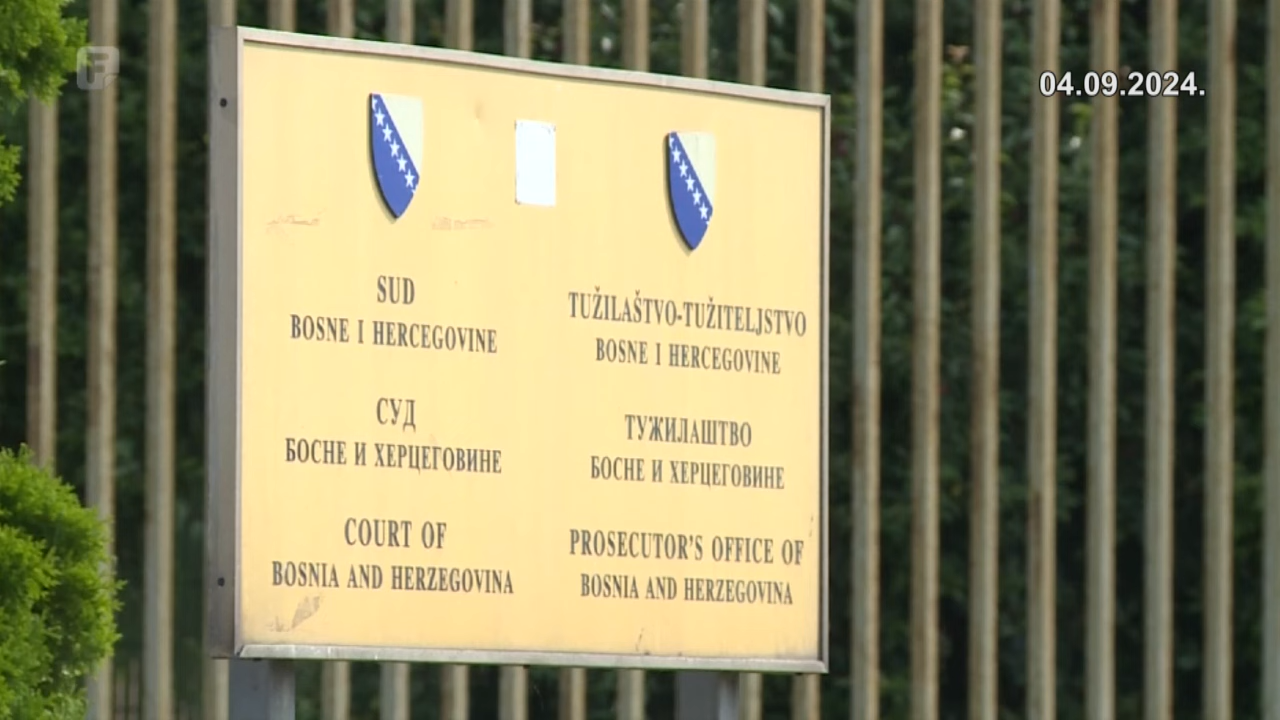 F
04.09.2024.
SUD
BOSNE I HERCEGOVINE
СУД
БОСНЕ И ХЕРЦЕГОВИНЕ
COURT OF
BOSNIA AND HERZEGOVINA
TUŽILAŠTVO-TUŽITELJSTVO
BOSNE I HERCEGOVINE
ТУЖИЛАШТВО
БОСНЕ И ХЕРЦЕГОВИНЕ
PROSECUTOR'S OFFICE OF
BOSNIA AND HERZEGOVINA